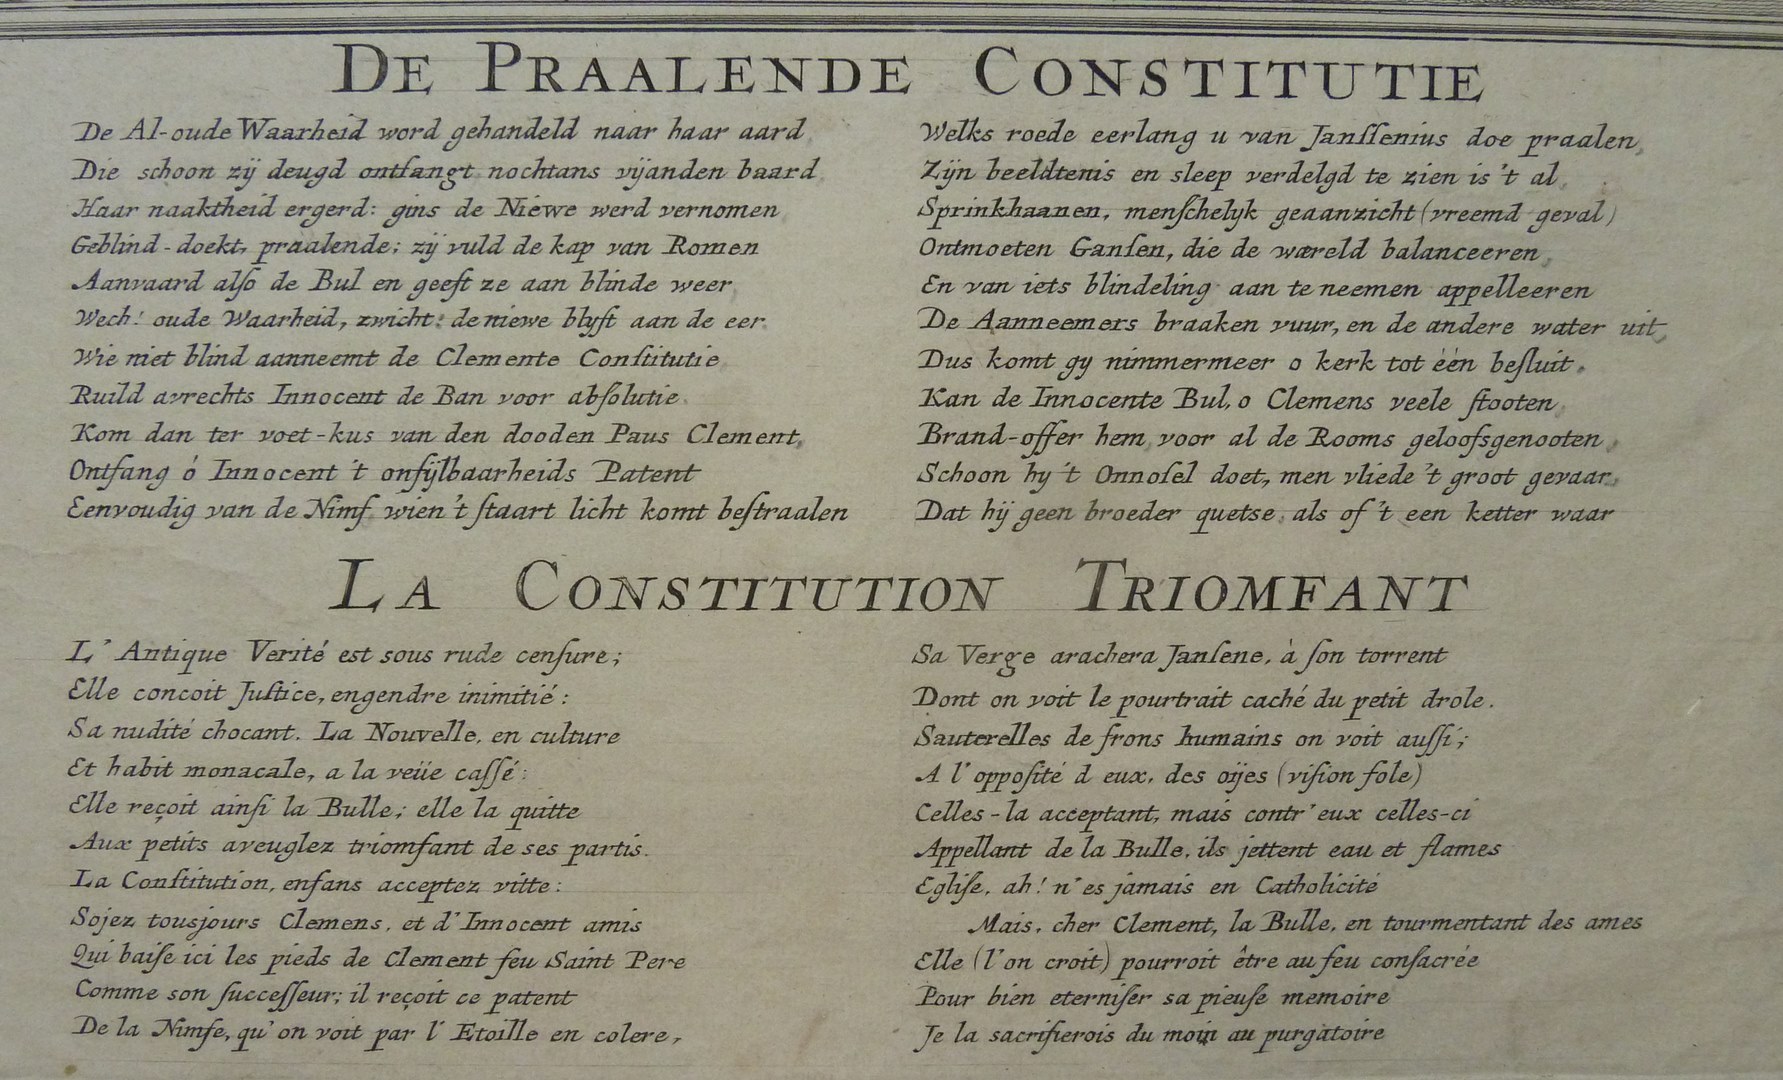 DE PRAALENDE CONSTITUTIE
De Al-oude Waarheid word gehandeld naar haar aard,
Die schoon zÿ deugd ontfangt nochtans vÿanden baard
Haar naaktheid ergerd: gins de Niewe werd vernomen
Geblind-doekt, praalende; zÿ vuld de kap van Romen
Aanvaard alſo de Bul en geeft ze aan blinde weer,
Wech! oude Waarheid, zwicht: de niewe blyft aan de eer.
Wie niet blind aanneemt de Clemente Conſtitutie
Ruild avrechts Innocent de Ban voor abſolutie.
Kom dan ter voet-kus van den dooden Paus Clement,
Ontfang ó Innocent 't onfÿlbaarheids Patent
Eenvoudig van de Nimf wien 't ſtaart licht komt beſtraalen
Welks roede eerlang u van Janſſenius doe praalen,
Zÿn beeldtenis en sleep verdelgd te zien is 't al,
Sprinkhaanen, menſchelyk geaanzicht (vreemd geval)
Ontmoeten Ganſen, die de wæreld balanceeren,
En van iets blindeling aan te neemen appelleeren
De Aanneemers braaken vuur, en de andere water uit,
Dus komt gy nimmermeer o kerk tot één beſluit.
Kan de Innocente Bul, o Clemens veele ſtooten,
Brand-offer hem voor al de Rooms geloofsgenooten,
Schoon hy 't Onnoſel doet, men vliede 't groot gevaar,
Dat hÿ geen broeder quetse, als of 't een ketter waar
LA CONSTITUTION TRIOMFANT
L' Antique Verité est sous rude cenſure;
Elle concoit Juſtice, engendre inimitié:
Sa nudité chocant. La Nouvelle, en culture
Et habit monacale, a la veüe caſſé:
Elle reçoit ainſi la Bulle; elle la quitte
Aux petits aveuglez triomfant de ses partis.
La Conſtitution, enfans acceptez vitte:
Sojez tousjours Clemens, et d'Innocent amis
Qui baiſe ici les pieds de Clement feu Saint Pere
Comme son ſucceſſeur; il reçoit ce patent
De la Nimfe, qu'on voit par l' Etoille en colere,
Sa Verge arachera Janſene, à ſon torrent
Dont on voit le pourtrait caché du petit drole.
Sauterelles de frons humains on voit auſſi;
A l'oppoſité d eux, des oÿes (viſion fole)
Celles-la acceptant, mais contr'eux celles-ci
Appellant de la Bulle, ils jettent eau et flames
Egliſe, ah! n'es jamais en Catholicité
Mais, cher Clement, la Bulle, en tourmentant des ames
Elle (l'on croit) pourroit être au feu conſacrée
Pour bien eterniſer sa pieuſe memoire
Je la sacrifierois du moin au purgatoire